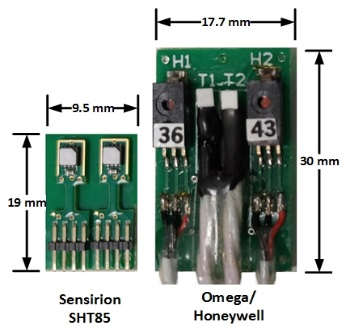 17.7 mm
H1
T1
T2
H2
9.5 mm
36
43
19 mm
30 mm
Sensirion
SHT85
Omega/
Honeywell